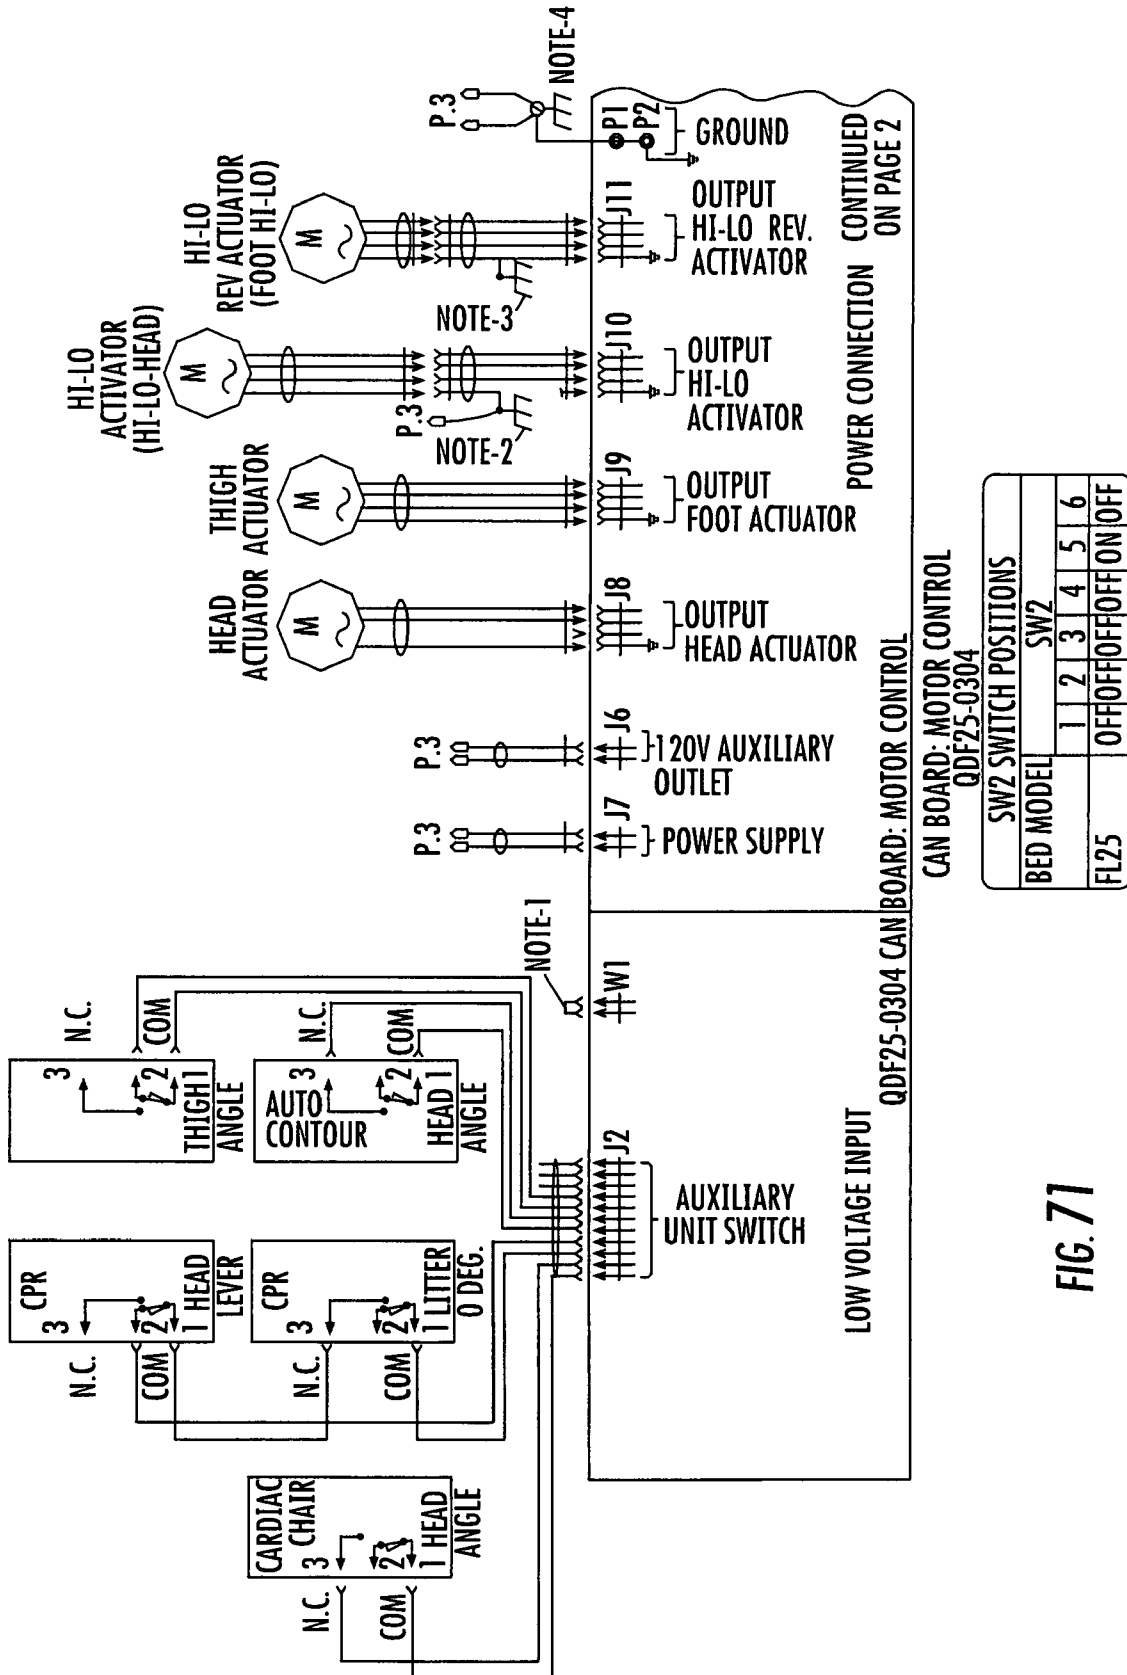 CARDIAC
CHAIR
3
2
1 HEAD
ANGLE
N.C.
COM
CPR
3
2
1 HEAD
LEVER
N.C.
COM
CPR
3
2
1 LITTER
0 DEG.
N.C.
COM
3
2
THIGH 1
ANGLE
N.C.
COM
AUTO
CONTOUR
3
2
HEAD 1
ANGLE
N.C.
COM
NOTE-1
P.3
P.3
HEAD
ACTUATOR
M
THIGH
ACTUATOR
M
HI-LO
ACTIVATOR
(HI-LO-HEAD)
M
P.3
NOTE-2
HI-LO
REV ACTUATOR
(FOOT HI-LO)
M
NOTE-3
P.3
NOTE-4
J2
AUXILIARY
UNIT SWITCH
W1
J7
POWER SUPPLY
J6
120V AUXILIARY
OUTLET
J8
OUTPUT
HEAD ACTUATOR
J9
OUTPUT
FOOT ACTUATOR
J10
OUTPUT
HI-LO
ACTIVATOR
J11
OUTPUT
HI-LO REV.
ACTIVATOR
P1
P2
GROUND
LOW VOLTAGE INPUT
POWER CONNECTION
CONTINUED
ON PAGE 2
QDF25-0304 CAN BOARD: MOTOR CONTROL
CAN BOARD: MOTOR CONTROL
QDF25-0304
SW2 SWITCH POSITIONS
BED MODEL SW2
1 2 3 4 5 6
FL25 OFF OFF OFF OFF ON OFF
FIG. 71